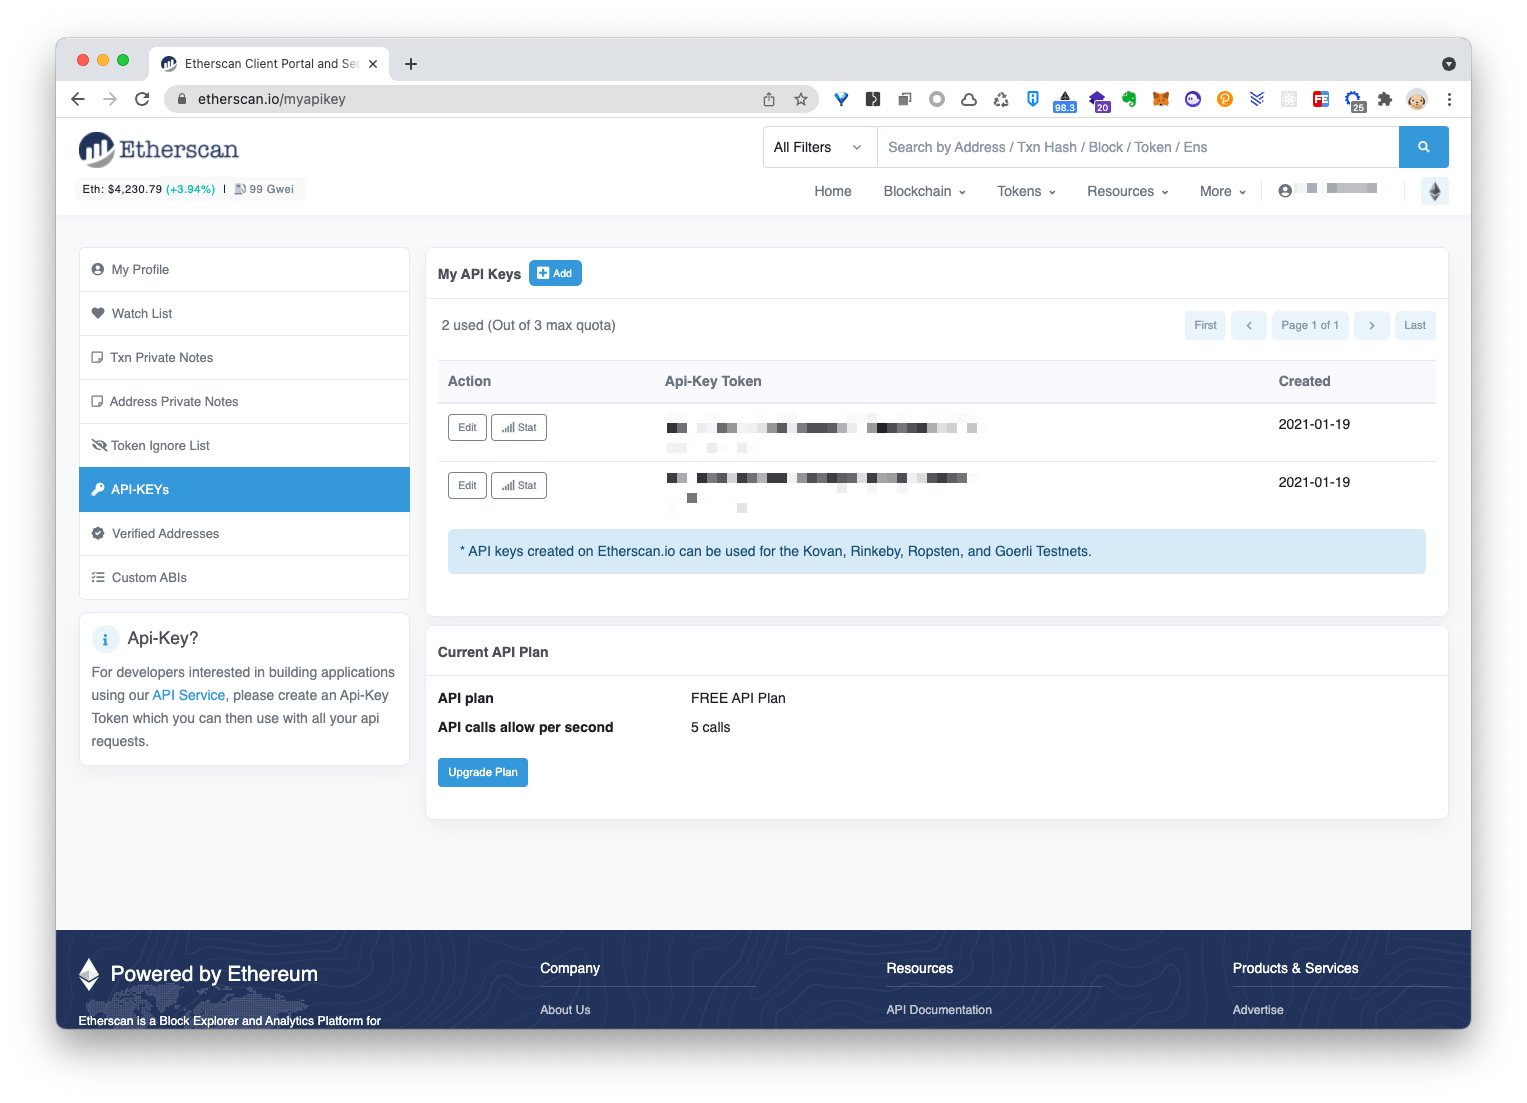 Etherscan Client Portal and Ser
etherscan.io/myapikey
98.3
20
FE
25
Etherscan
All Filters
Search by Address / Txn Hash / Block / Token / Ens
Eth: $4,230.79 (+3.94%) | 99 Gwei
Home Blockchain Tokens Resources More
My Profile
Watch List
Txn Private Notes
Address Private Notes
Token Ignore List
API-KEYs
Verified Addresses
Custom ABIs
Api-Key?
For developers interested in building applications
using our API Service, please create an Api-Key
Token which you can then use with all your api
requests.
My API Keys Add
2 used (Out of 3 max quota)
First Page 1 of 1 Last
Action Api-Key Token Created
Edit Stat 2021-01-19
Edit Stat 2021-01-19
* API keys created on Etherscan.io can be used for the Kovan, Rinkeby, Ropsten, and Goerli Testnets.
Current API Plan
API plan FREE API Plan
API calls allow per second 5 calls
Upgrade Plan
Powered by Ethereum
Etherscan is a Block Explorer and Analytics Platform for
Company
About Us
Resources
API Documentation
Products & Services
Advertise